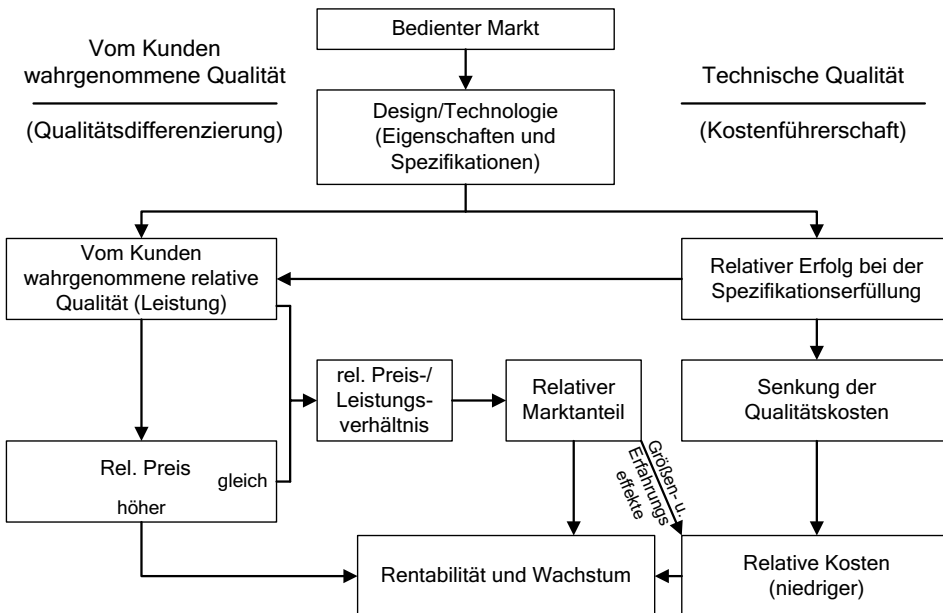 Bedienter Markt
Vom Kunden
wahrgenommene Qualität
(Qualitätsdifferenzierung)
Technische Qualität
(Kostenführerschaft)
Design/Technologie
(Eigenschaften und
Spezifikationen)
Vom Kunden
wahrgenommene relative
Qualität (Leistung)
Relativer Erfolg bei der
Spezifikationserfüllung
rel. Preis-/
Leistungs-
verhältnis
Relativer
Marktanteil
Senkung der
Qualitätskosten
Rel. Preis
gleich
höher
Größen- u.
Erfahrungs
effekte
Rentabilität und Wachstum
Relative Kosten
(niedriger)